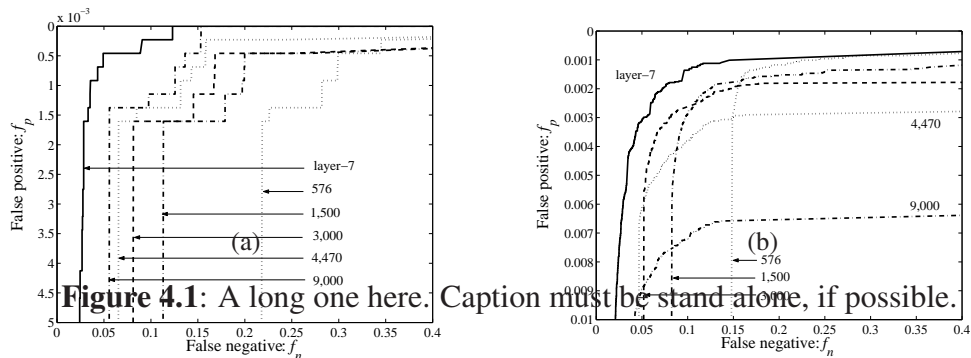 x 10−3
0
0.5
1
1.5
2
2.5
3
3.5
4
4.5
5
False positive: fp
0 0.05 0.1 0.15 0.2 0.25 0.3 0.35 0.4
False negative: fn
layer−7
576
1,500
3,000
4,470
9,000
(a)
0
0.001
0.002
0.003
0.004
0.005
0.006
0.007
0.008
0.009
0.01
False positive: fp
0 0.05 0.1 0.15 0.2 0.25 0.3 0.35 0.4
False negative: fn
layer−7
4,470
9,000
(b)
576
1,500
3,000
Figure 4.1: A long one here. Caption must be stand alone, if possible.